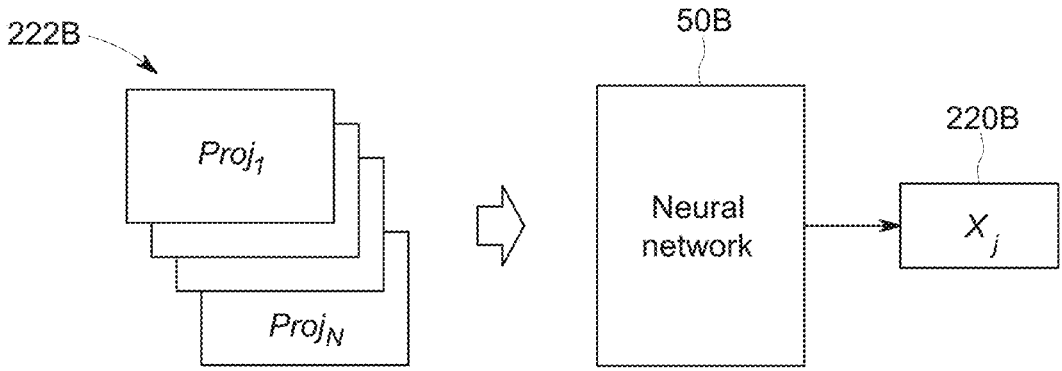 222B
Proj1
ProjN
50B
Neural
network
220B
Xj